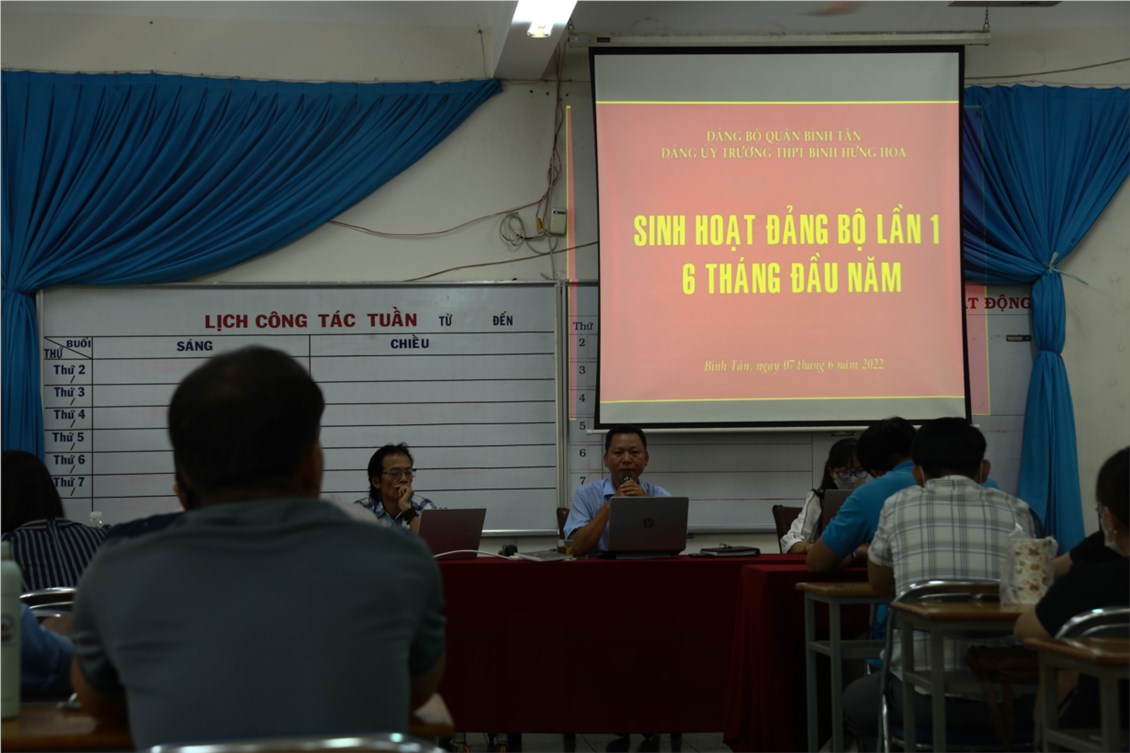 ĐẢNG BỘ QUẬN BÌNH TÂN
ĐẢNG ỦY TRƯỜNG THPT BÌNH HƯNG HÒA
SINH HOẠT ĐẢNG BỘ LẦN 1
6 THÁNG ĐẦU NĂM
Bình Tân, ngày 07 tháng 6 năm 2022
LỊCH CÔNG TÁC TUẦN TỪ ĐẾN
BUỔI
THỨ
SÁNG
CHIỀU
Thứ 2
Thứ 3
Thứ 4
Thứ 5
Thứ 6
Thứ 7
Thứ
2
3
4
5
6
7
ẠT ĐỘNG
hp